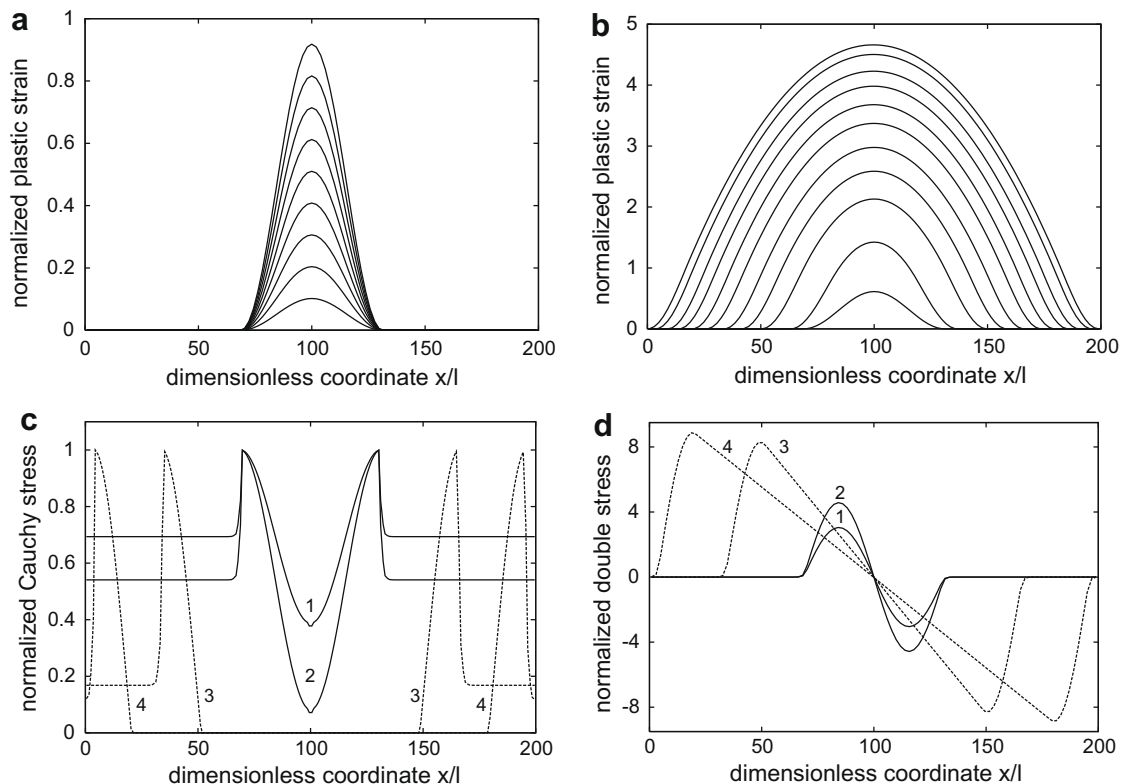 a
normalized plastic strain
1
0.8
0.6
0.4
0.2
0
0 50 100 150 200
dimensionless coordinate x/l
b
normalized plastic strain
5
4
3
2
1
0
0 50 100 150 200
dimensionless coordinate x/l
c
normalized Cauchy stress
1
0.8
0.6
0.4
0.2
0
1
2
4 3 3 4
0 50 100 150 200
dimensionless coordinate x/l
d
normalized double stress
8
4
0
-4
-8
4 3
2
1
0 50 100 150 200
dimensionless coordinate x/l